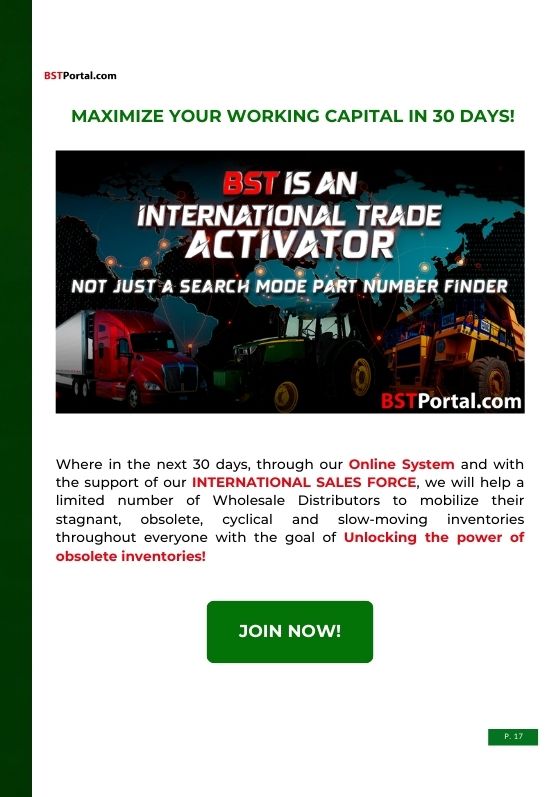 BSTPortal.com
MAXIMIZE YOUR WORKING CAPITAL IN 30 DAYS!
BST IS AN
INTERNATIONAL TRADE
ACTIVATOR
NOT JUST A SEARCH MODE PART NUMBER FINDER
BSTPortal.com
Where in the next 30 days, through our Online System and with
the support of our INTERNATIONAL SALES FORCE, we will help a
limited number of Wholesale Distributors to mobilize their
stagnant, obsolete, cyclical and slow-moving inventories
throughout everyone with the goal of Unlocking the power of
obsolete inventories!
JOIN NOW!
P. 17